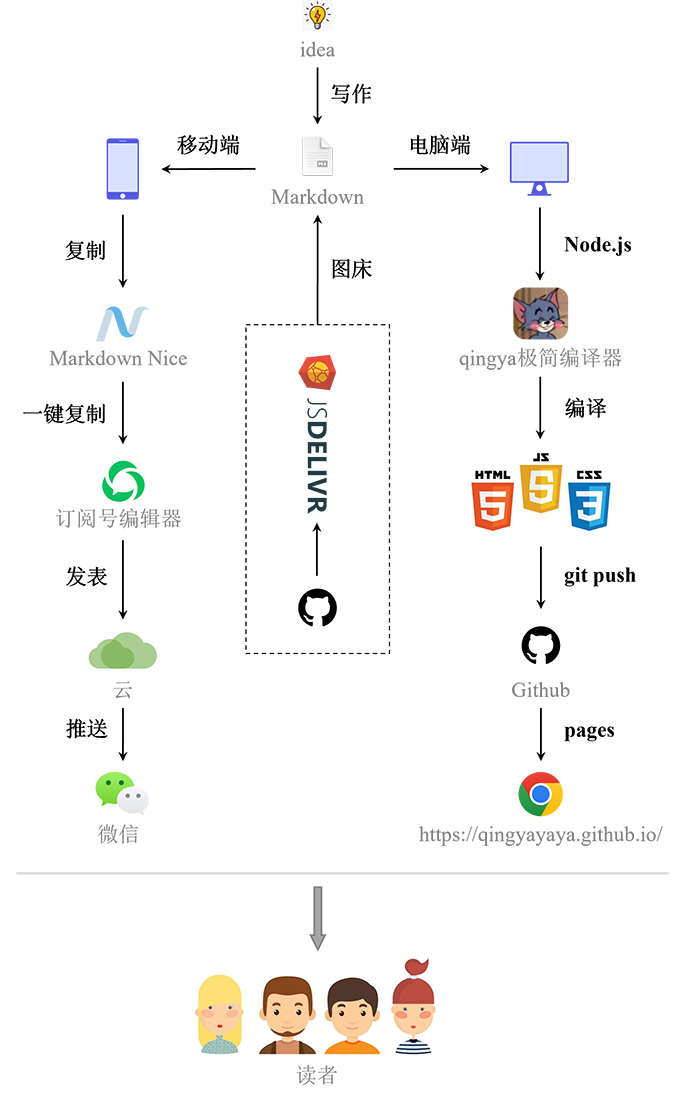 idea
写作
移动端
电脑端
Markdown
复制
图床
Node.js
Markdown Nice
qingya极简编译器
一键复制
JSDELIVR
编译
HTML
JS
CSS
5
5
3
订阅号编辑器
发表
git push
云
Github
推送
pages
微信
https://qingyayaya.github.io/
读者